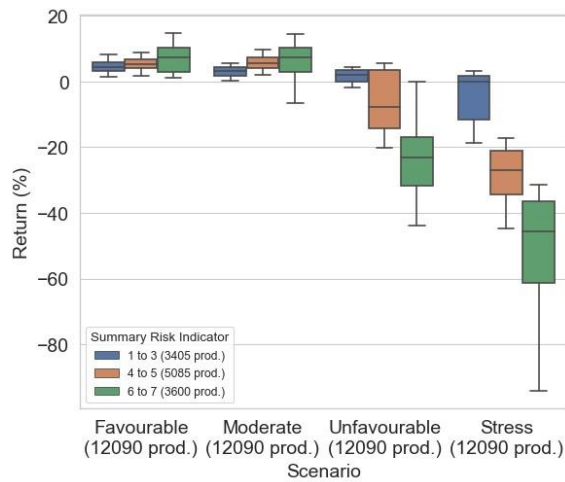 20
0
−20
−40
−60
−80
Return (%)
Summary Risk Indicator
1 to 3 (3405 prod.)
4 to 5 (5085 prod.)
6 to 7 (3600 prod.)
Favourable Moderate Unfavourable Stress
(12090 prod.) (12090 prod.) (12090 prod.) (12090 prod.)
Scenario